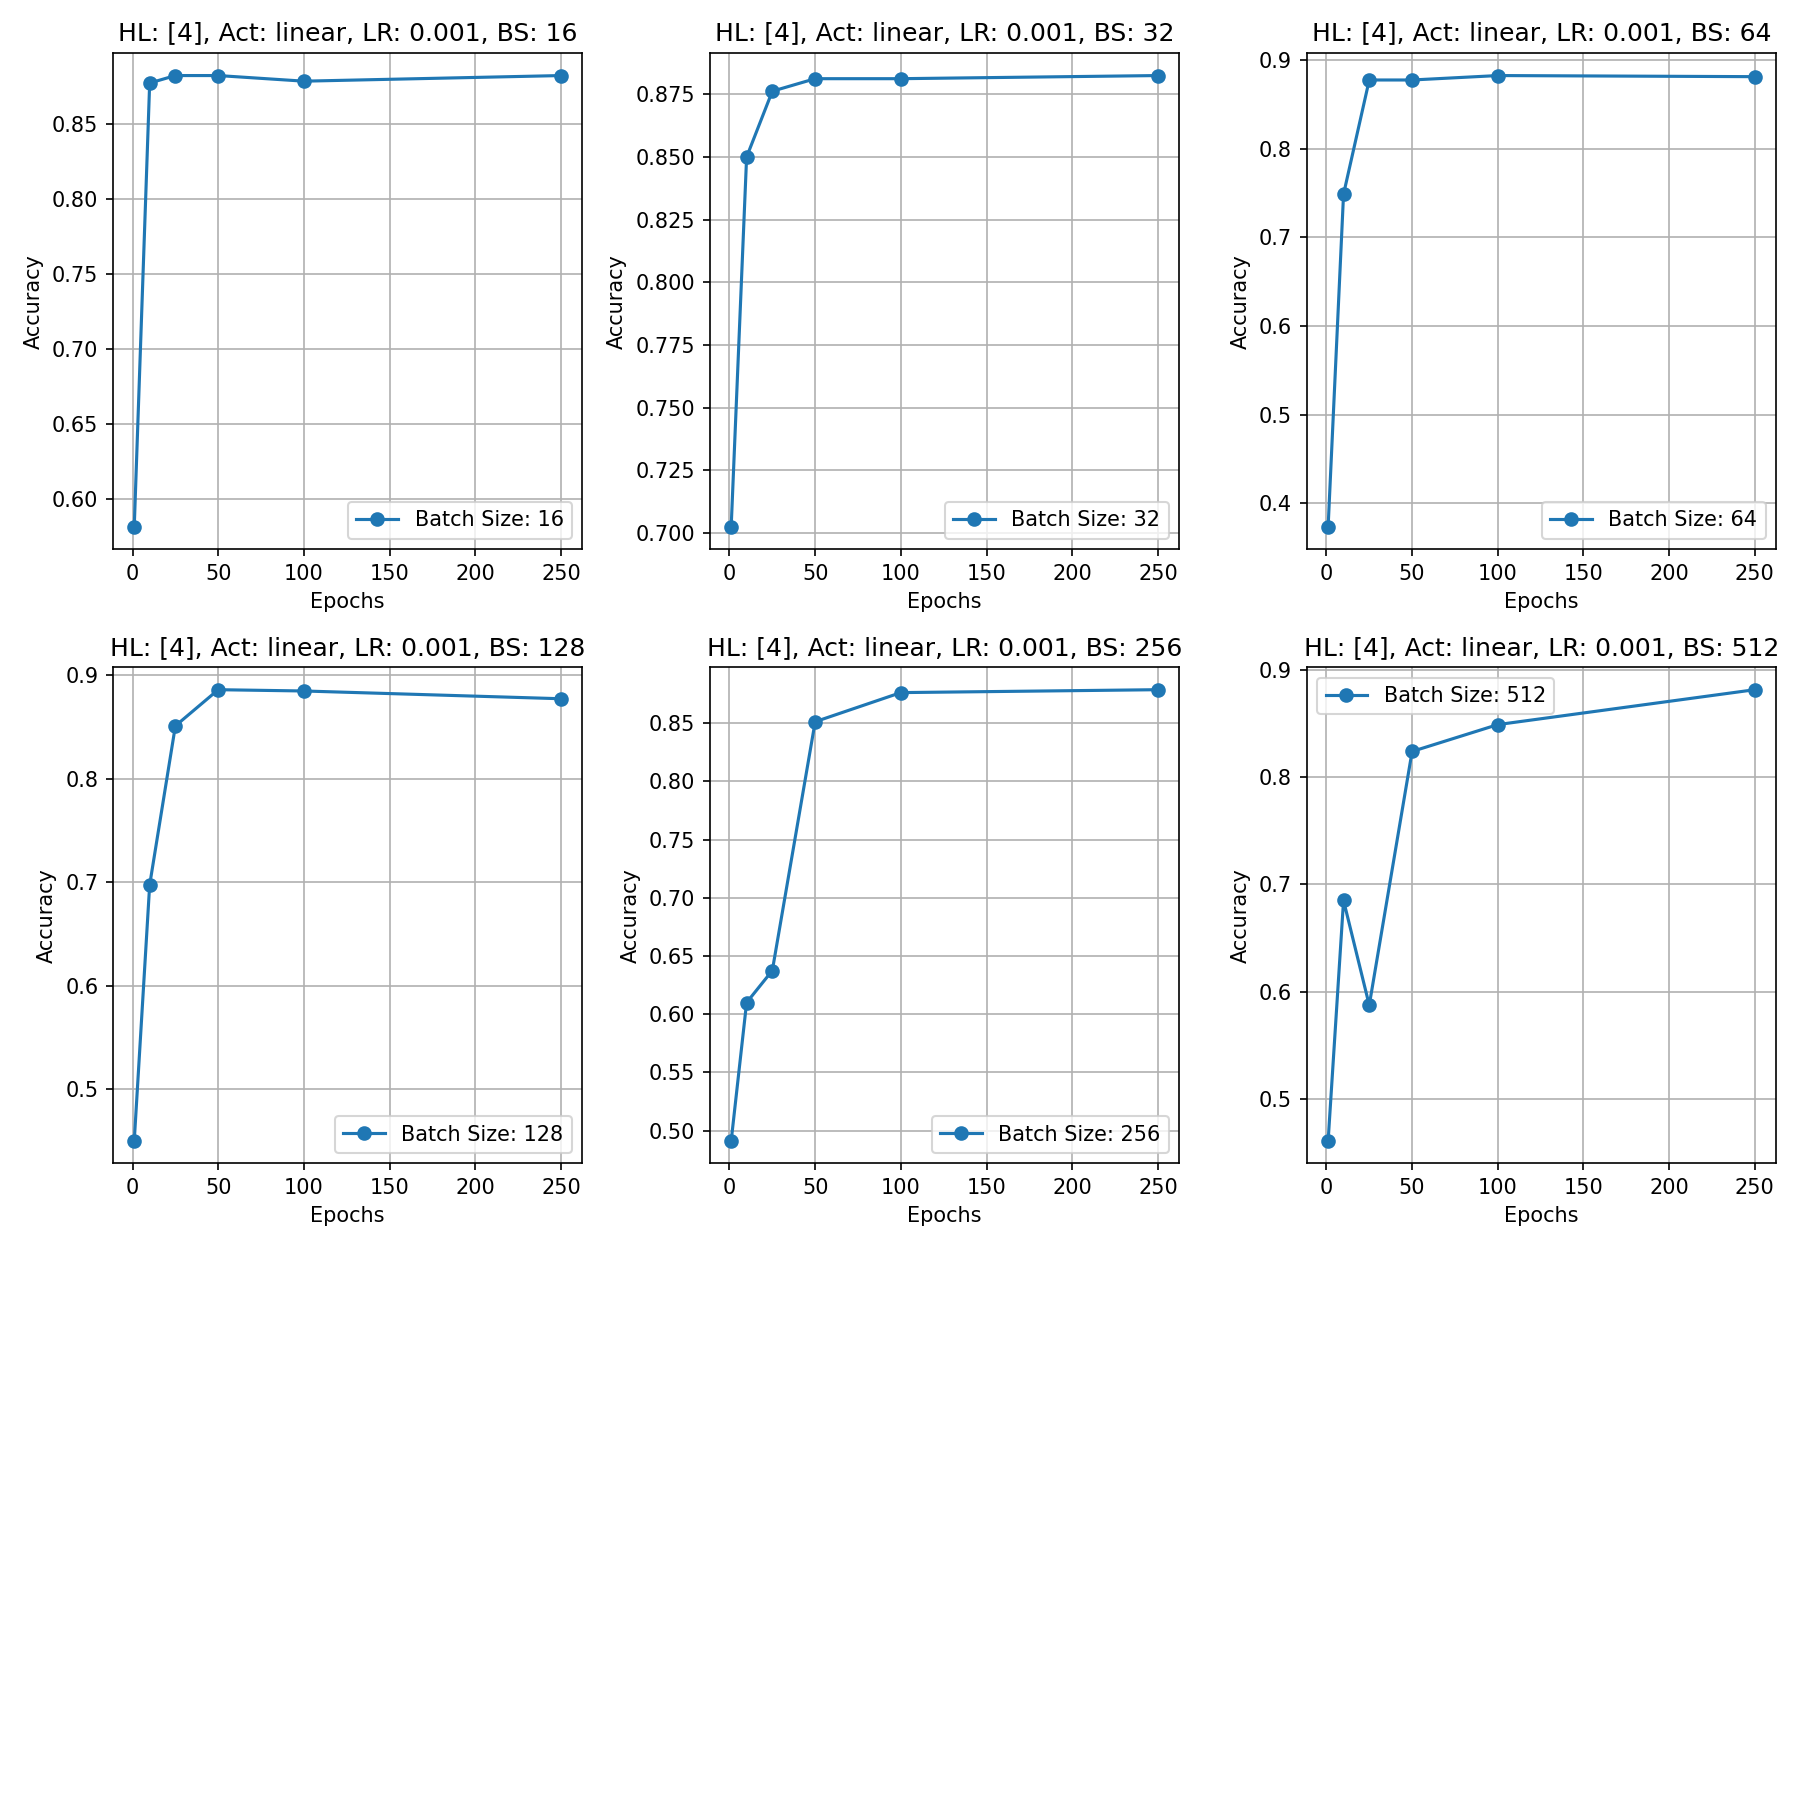 HL: [4], Act: linear, LR: 0.001, BS: 16
Accuracy
0.85
0.80
0.75
0.70
0.65
0.60
Batch Size: 16
0 50 100 150 200 250
Epochs
HL: [4], Act: linear, LR: 0.001, BS: 32
Accuracy
0.875
0.850
0.825
0.800
0.775
0.750
0.725
0.700
Batch Size: 32
0 50 100 150 200 250
Epochs
HL: [4], Act: linear, LR: 0.001, BS: 64
Accuracy
0.9
0.8
0.7
0.6
0.5
0.4
Batch Size: 64
0 50 100 150 200 250
Epochs
HL: [4], Act: linear, LR: 0.001, BS: 128
Accuracy
0.9
0.8
0.7
0.6
0.5
Batch Size: 128
0 50 100 150 200 250
Epochs
HL: [4], Act: linear, LR: 0.001, BS: 256
Accuracy
0.85
0.80
0.75
0.70
0.65
0.60
0.55
0.50
Batch Size: 256
0 50 100 150 200 250
Epochs
HL: [4], Act: linear, LR: 0.001, BS: 512
Accuracy
0.9
0.8
0.7
0.6
0.5
Batch Size: 512
0 50 100 150 200 250
Epochs